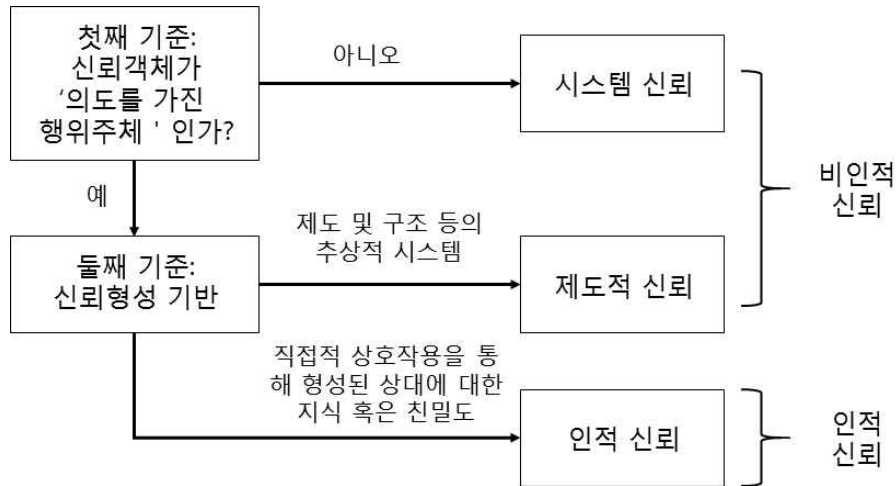 첫째 기준:
신뢰객체가
'의도를 가진
행위주체 ' 인가?
아니오
시스템 신뢰
예
비인적
신뢰
제도 및 구조 등의
추상적 시스템
둘째 기준:
신뢰형성 기반
제도적 신뢰
직접적 상호작용을 통
해 형성된 상대에 대한
지식 혹은 친밀도
인적 신뢰
인적
신뢰